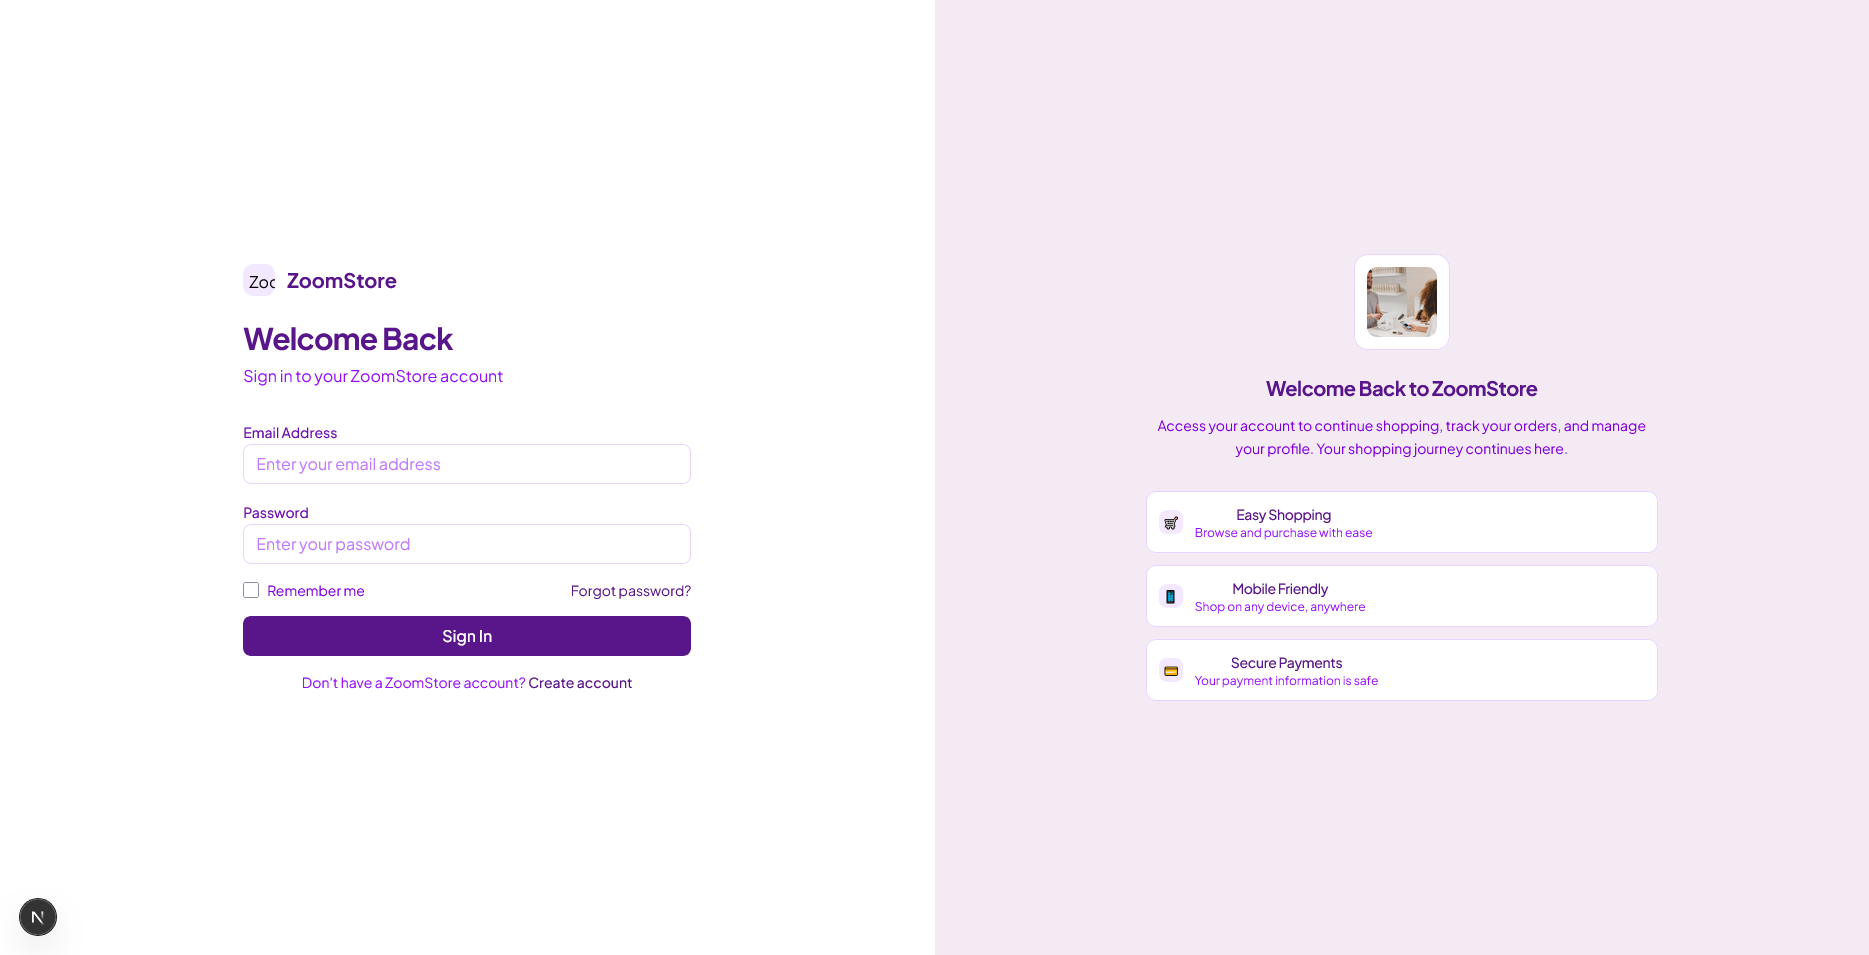 Zoo
ZoomStore
Welcome Back
Sign in to your ZoomStore account
Email Address
Enter your email address
Password
Enter your password
Remember me
Forgot password?
Sign In
Don't have a ZoomStore account? Create account
N
Welcome Back to ZoomStore
Access your account to continue shopping, track your orders, and manage
your profile. Your shopping journey continues here.
Easy Shopping
Browse and purchase with ease
Mobile Friendly
Shop on any device, anywhere
Secure Payments
Your payment information is safe